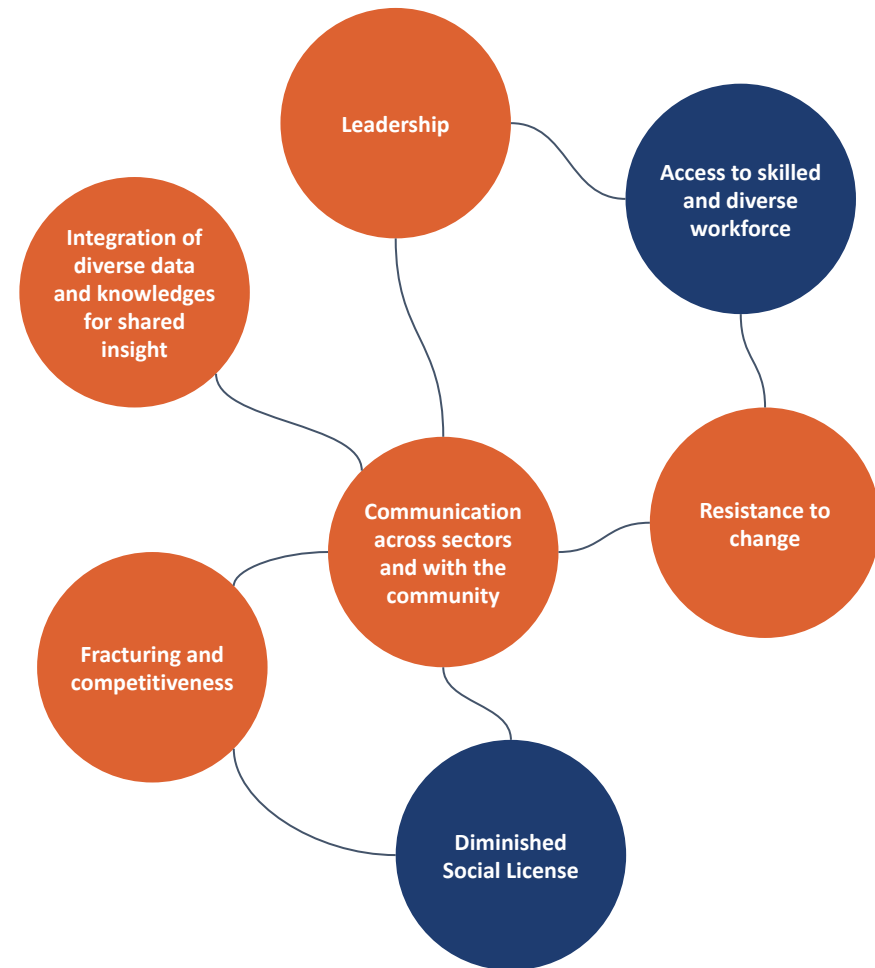 Leadership
Access to skilled
and diverse
workforce
Integration of
diverse data
and knowledges
for shared
insight
Communication
across sectors
and with the
community
Resistance to
change
Fracturing and
competitiveness
Diminished
Social License